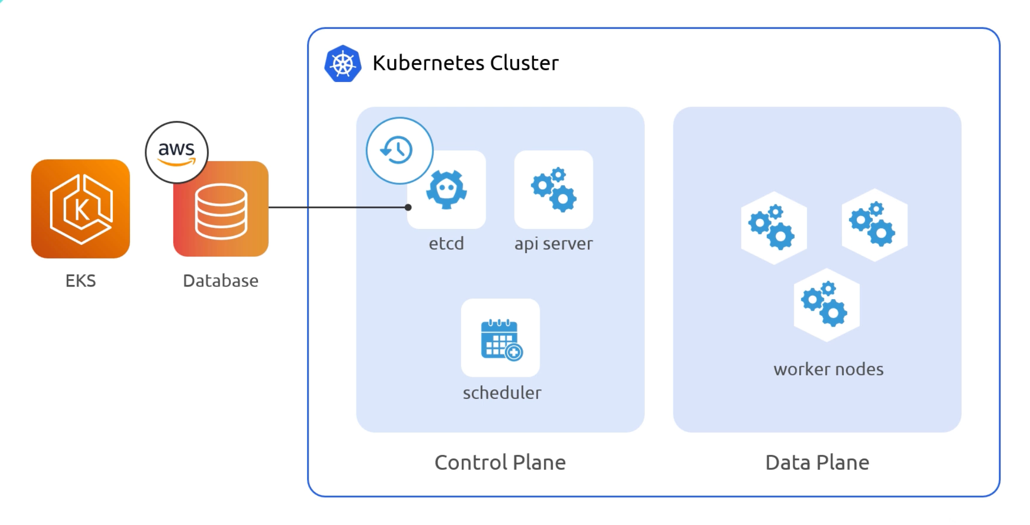 Kubernetes Cluster
aws
K
EKS
Database
etcd
api server
scheduler
worker nodes
Control Plane
Data Plane